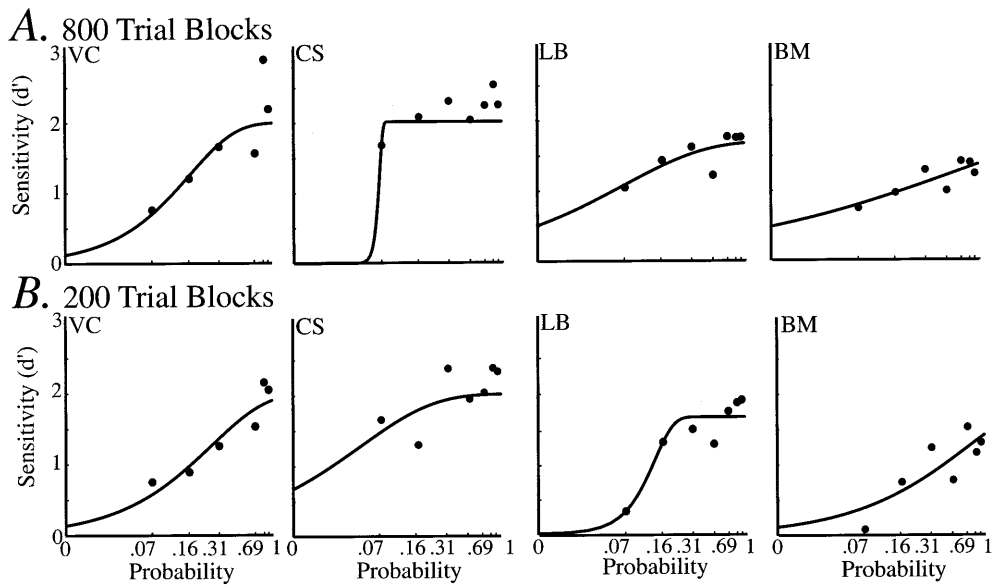 A. 800 Trial Blocks
VC CS LB BM
3
2
1
0
Sensitivity (d')
B. 200 Trial Blocks
VC CS LB BM
3
2
1
0
Sensitivity (d')
0 .07 .16 .31 .69 1 0 .07 .16 .31 .69 1 0 .07 .16 .31 .69 1 0 .07 .16 .31 .69 1
Probability Probability Probability Probability